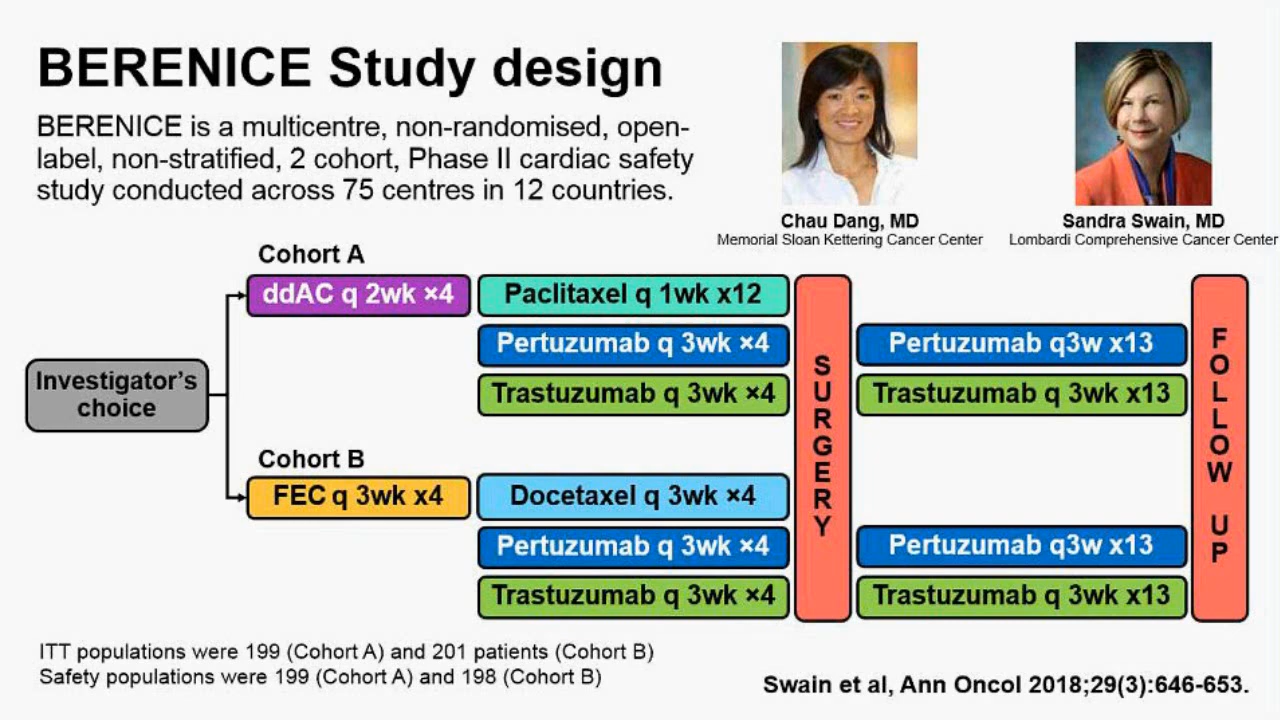 BERENICE Study design
BERENICE is a multicentre, non-randomised, open-
label, non-stratified, 2 cohort, Phase II cardiac safety
study conducted across 75 centres in 12 countries.
Chau Dang, MD
Memorial Sloan Kettering Cancer Center
Sandra Swain, MD
Lombardi Comprehensive Cancer Center
Investigator’s
choice
Cohort A
ddAC q 2wk ×4
Paclitaxel q 1wk x12
Pertuzumab q 3wk ×4
Trastuzumab q 3wk ×4
Cohort B
FEC q 3wk x4
Docetaxel q 3wk ×4
Pertuzumab q 3wk ×4
Trastuzumab q 3wk ×4
SURGERY
Pertuzumab q3w x13
Trastuzumab q 3wk x13
Pertuzumab q3w x13
Trastuzumab q 3wk x13
FOLLOW UP
ITT populations were 199 (Cohort A) and 201 patients (Cohort B)
Safety populations were 199 (Cohort A) and 198 (Cohort B)
Swain et al, Ann Oncol 2018;29(3):646-653.